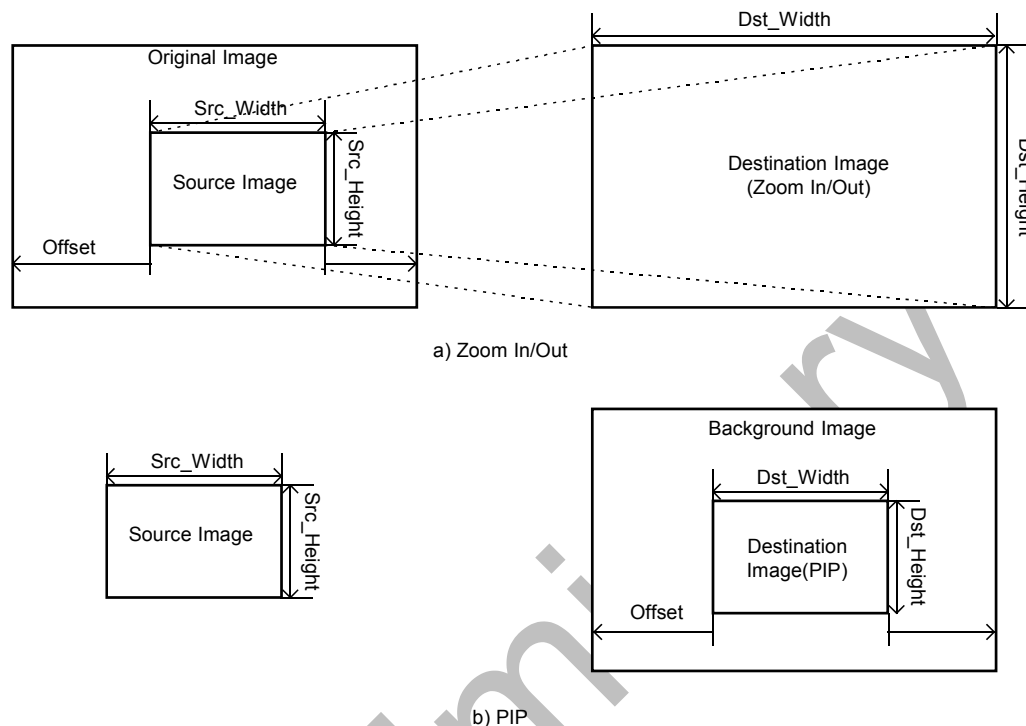 Dst_Width
Original Image
Src_Width
Source Image
Src_Height
Offset
Destination Image
(Zoom In/Out)
Dst_Height
a) Zoom In/Out
Background Image
Src_Width
Source Image
Src_Height
Dst_Width
Destination
Image(PIP)
Dst_Height
Offset
b) PIP